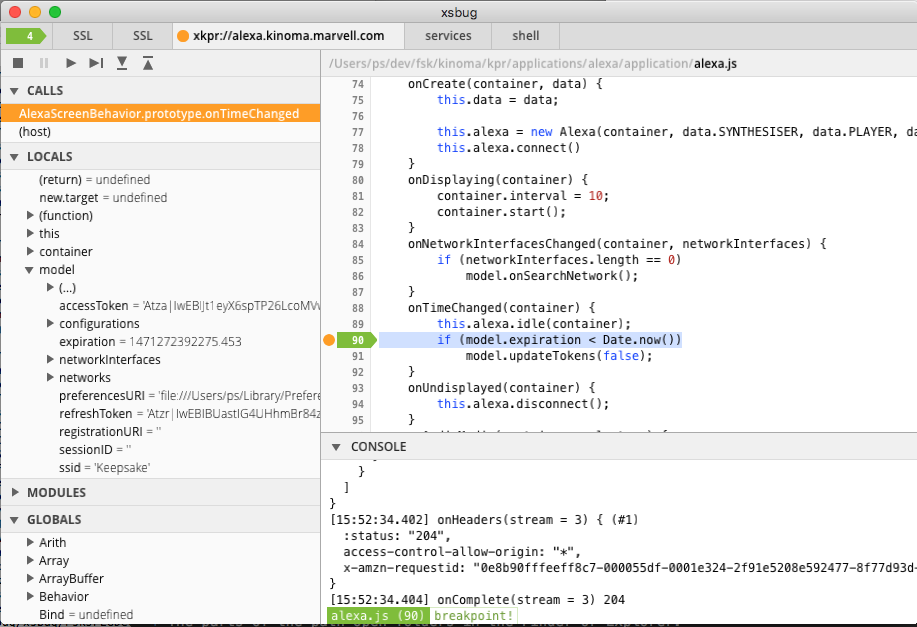 xsbug
4 SSL SSL xkpr://alexa.kinoma.marvell.com services shell
/Users/ps/dev/fsk/kinoma/kpr/applications/alexa/application/alexa.js
CALLS
AlexaScreenBehavior.prototype.onTimeChanged
(host)
LOCALS
(return) = undefined
new.target = undefined
(function)
this
container
model
(...)
accessToken = 'Atza|IwEBIJt1eyX6spTP26LcoMVv
configurations
expiration = 1471272392275.453
networkInterfaces
networks
preferencesURI = 'file:///Users/ps/Library/Prefere
refreshToken = 'Atzr|IwEBIBUastIG4UHhmBr84z
registrationURI = ''
sessionID = ''
ssid = 'Keepsake'
MODULES
GLOBALS
Arith
Array
ArrayBuffer
Behavior
Bind = undefined
74 onCreate(container, data) {
75 this.data = data;
76
77 this.alexa = new Alexa(container, data.SYNTHESISER, data.PLAYER, da
78 this.alexa.connect()
79 }
80 onDisplaying(container) {
81 container.interval = 10;
82 container.start();
83 }
84 onNetworkInterfacesChanged(container, networkInterfaces) {
85 if (networkInterfaces.length == 0)
86 model.onSearchNetwork();
87 }
88 onTimeChanged(container) {
89 this.alexa.idle(container);
90 if (model.expiration < Date.now())
91 model.updateTokens(false);
92 }
93 onUndisplayed(container) {
94 this.alexa.disconnect();
95 }
CONSOLE
}
]
}
[15:52:34.402] onHeaders(stream = 3) { (#1)
:status: "204",
access-control-allow-origin: "*",
x-amzn-requestid: "0e8b90fffeeff8c7-000055df-0001e324-2f91e5208e592477-8f77d93d-
}
[15:52:34.404] onComplete(stream = 3) 204
alexa.js (90) breakpoint!